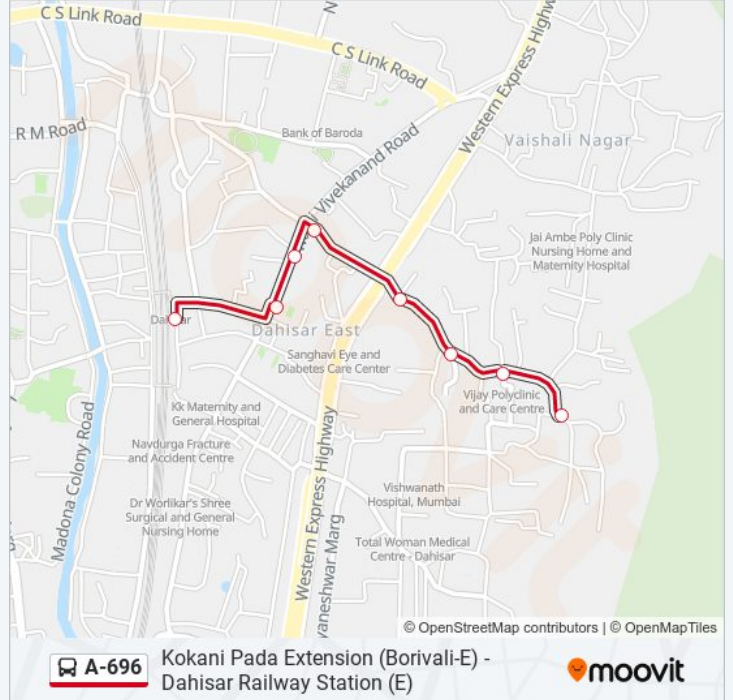 C S Link Road
N
C S Link Road
Western Express Highw
R M Road
Bank of Baroda
Vivekanand Road
Vaishali Nagar
Jai Ambe Poly Clinic
Nursing Home and
Maternity Hospital
Dahisar
Dahisar East
Sanghavi Eye and
Diabetes Care Center
Vijay Polyclinic
and Care Centre
Kk Maternity and
General Hospital
Navdurga Fracture
and Accident Centre
Madona Colony Road
Western Express Highway
Vishwanath
Hospital, Mumbai
Dr Worlikar's Shree
Surgical and General
Nursing Home
vaneshwar Marg
Total Woman Medical
Centre - Dahisar
© OpenStreetMap contributors | © OpenMapTiles
A-696
Kokani Pada Extension (Borivali-E) -
Dahisar Railway Station (E)
moovit